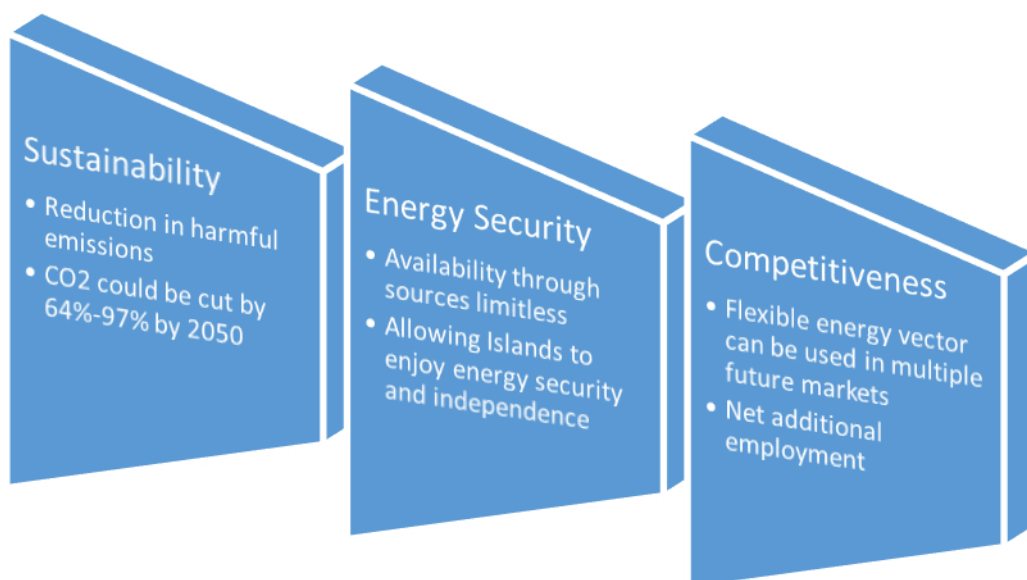 Sustainability
• Reduction in harmful
emissions
• CO2 could be cut by
64%-97% by 2050
Energy Security
• Availability through
sources limitless
• Allowing Islands to
enjoy energy security
and independence
Competitiveness
• Flexible energy vector
can be used in multiple
future markets
• Net additional
employment